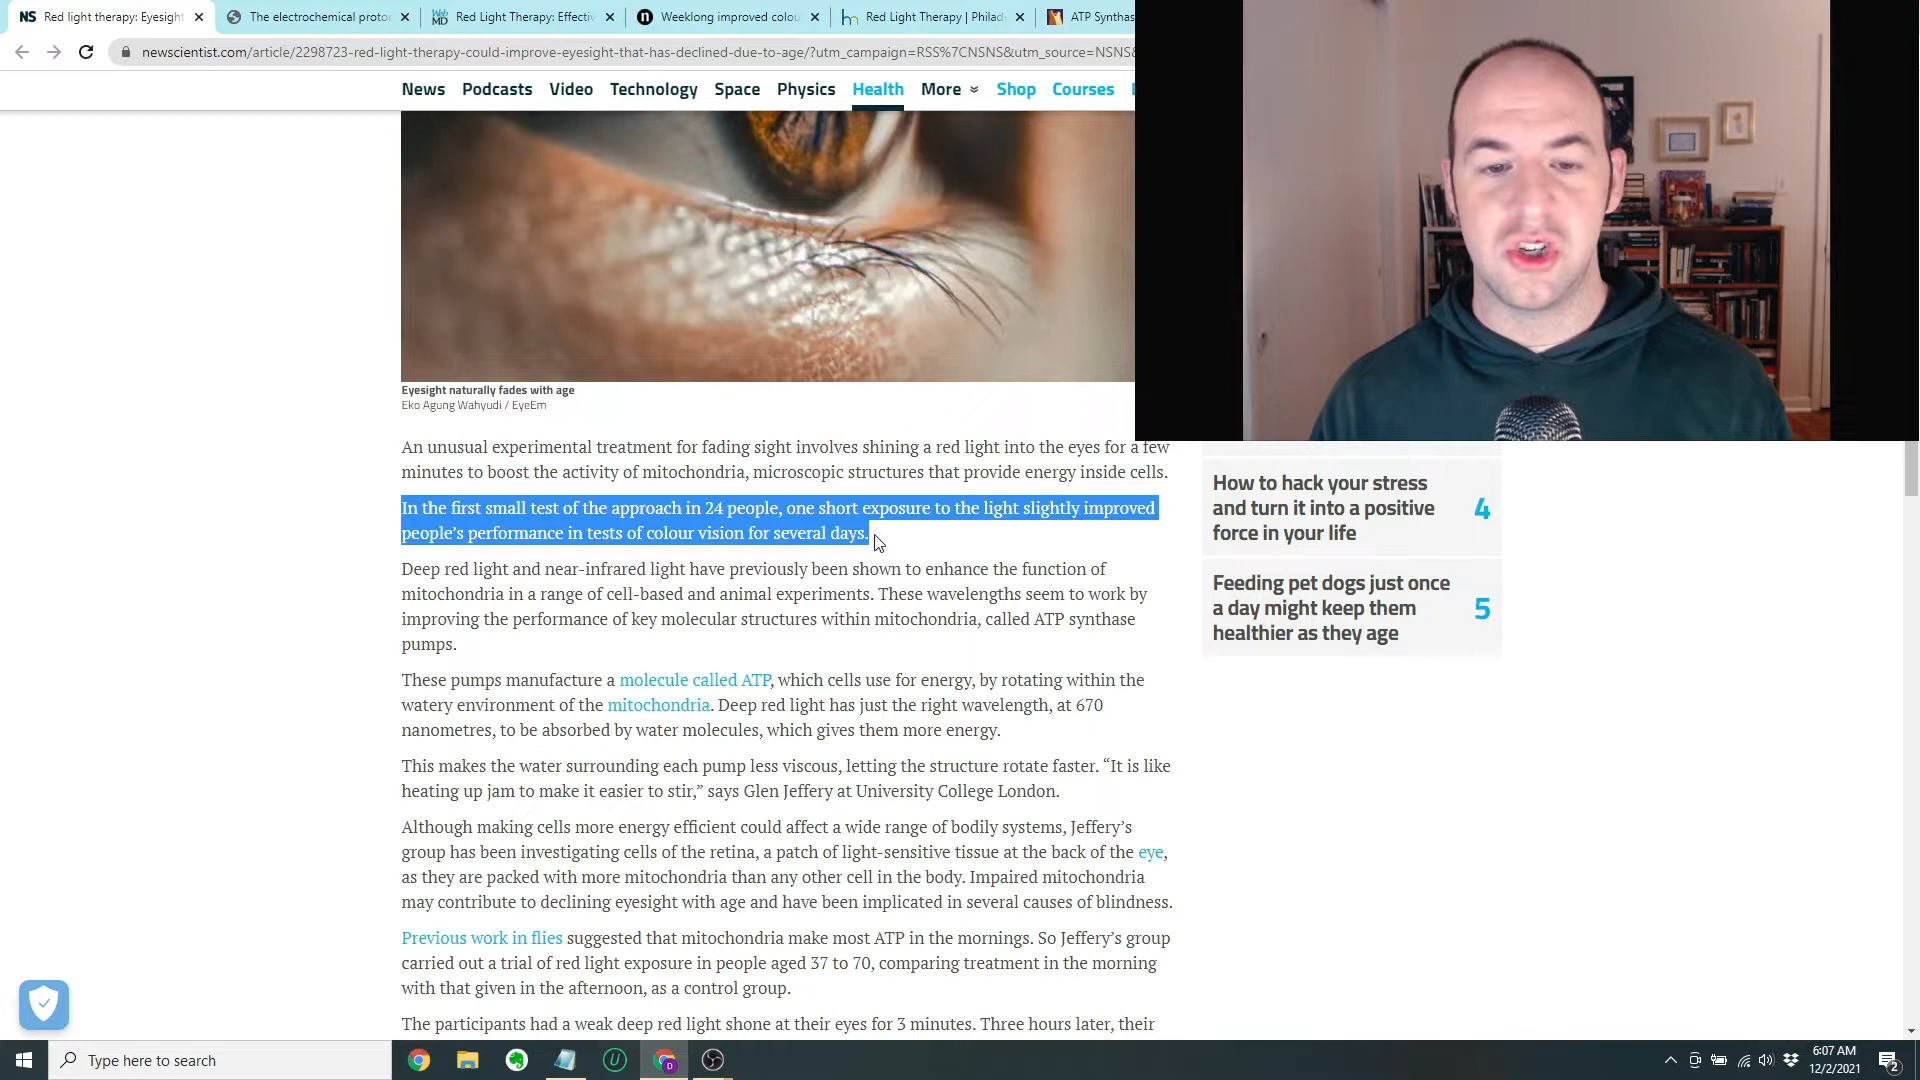 Red light therapy: Eyesight
The electrochemical proto
Red Light Therapy: Effectiv
Weeklong improved colou
Red Light Therapy | Philad
ATP Synthas
newscientist.com/article/2298723-red-light-therapy-could-improve-eyesight-that-has-declined-due-to-age/?utm_campaign=RSS%7CNSNS&utm_source=NSNS&
News Podcasts Video Technology Space Physics Health More Shop Courses
Eyesight naturally fades with age
Eko Agung Wahyudi / EyeEm
An unusual experimental treatment for fading sight involves shining a red light into the eyes for a few
minutes to boost the activity of mitochondria, microscopic structures that provide energy inside cells.
In the first small test of the approach in 24 people, one short exposure to the light slightly improved
people’s performance in tests of colour vision for several days.
Deep red light and near-infrared light have previously been shown to enhance the function of
mitochondria in a range of cell-based and animal experiments. These wavelengths seem to work by
improving the performance of key molecular structures within mitochondria, called ATP synthase
pumps.
These pumps manufacture a molecule called ATP, which cells use for energy, by rotating within the
watery environment of the mitochondria. Deep red light has just the right wavelength, at 670
nanometres, to be absorbed by water molecules, which gives them more energy.
This makes the water surrounding each pump less viscous, letting the structure rotate faster. “It is like
heating up jam to make it easier to stir,” says Glen Jeffery at University College London.
Although making cells more energy efficient could affect a wide range of bodily systems, Jeffery’s
group has been investigating cells of the retina, a patch of light-sensitive tissue at the back of the eye,
as they are packed with more mitochondria than any other cell in the body. Impaired mitochondria
may contribute to declining eyesight with age and have been implicated in several causes of blindness.
Previous work in flies suggested that mitochondria make most ATP in the mornings. So Jeffery’s group
carried out a trial of red light exposure in people aged 37 to 70, comparing treatment in the morning
with that given in the afternoon, as a control group.
The participants had a weak deep red light shone at their eyes for 3 minutes. Three hours later, their
How to hack your stress
and turn it into a positive
force in your life
4
Feeding pet dogs just once
a day might keep them
healthier as they age
5
Type here to search
6:07 AM
12/2/2021
2